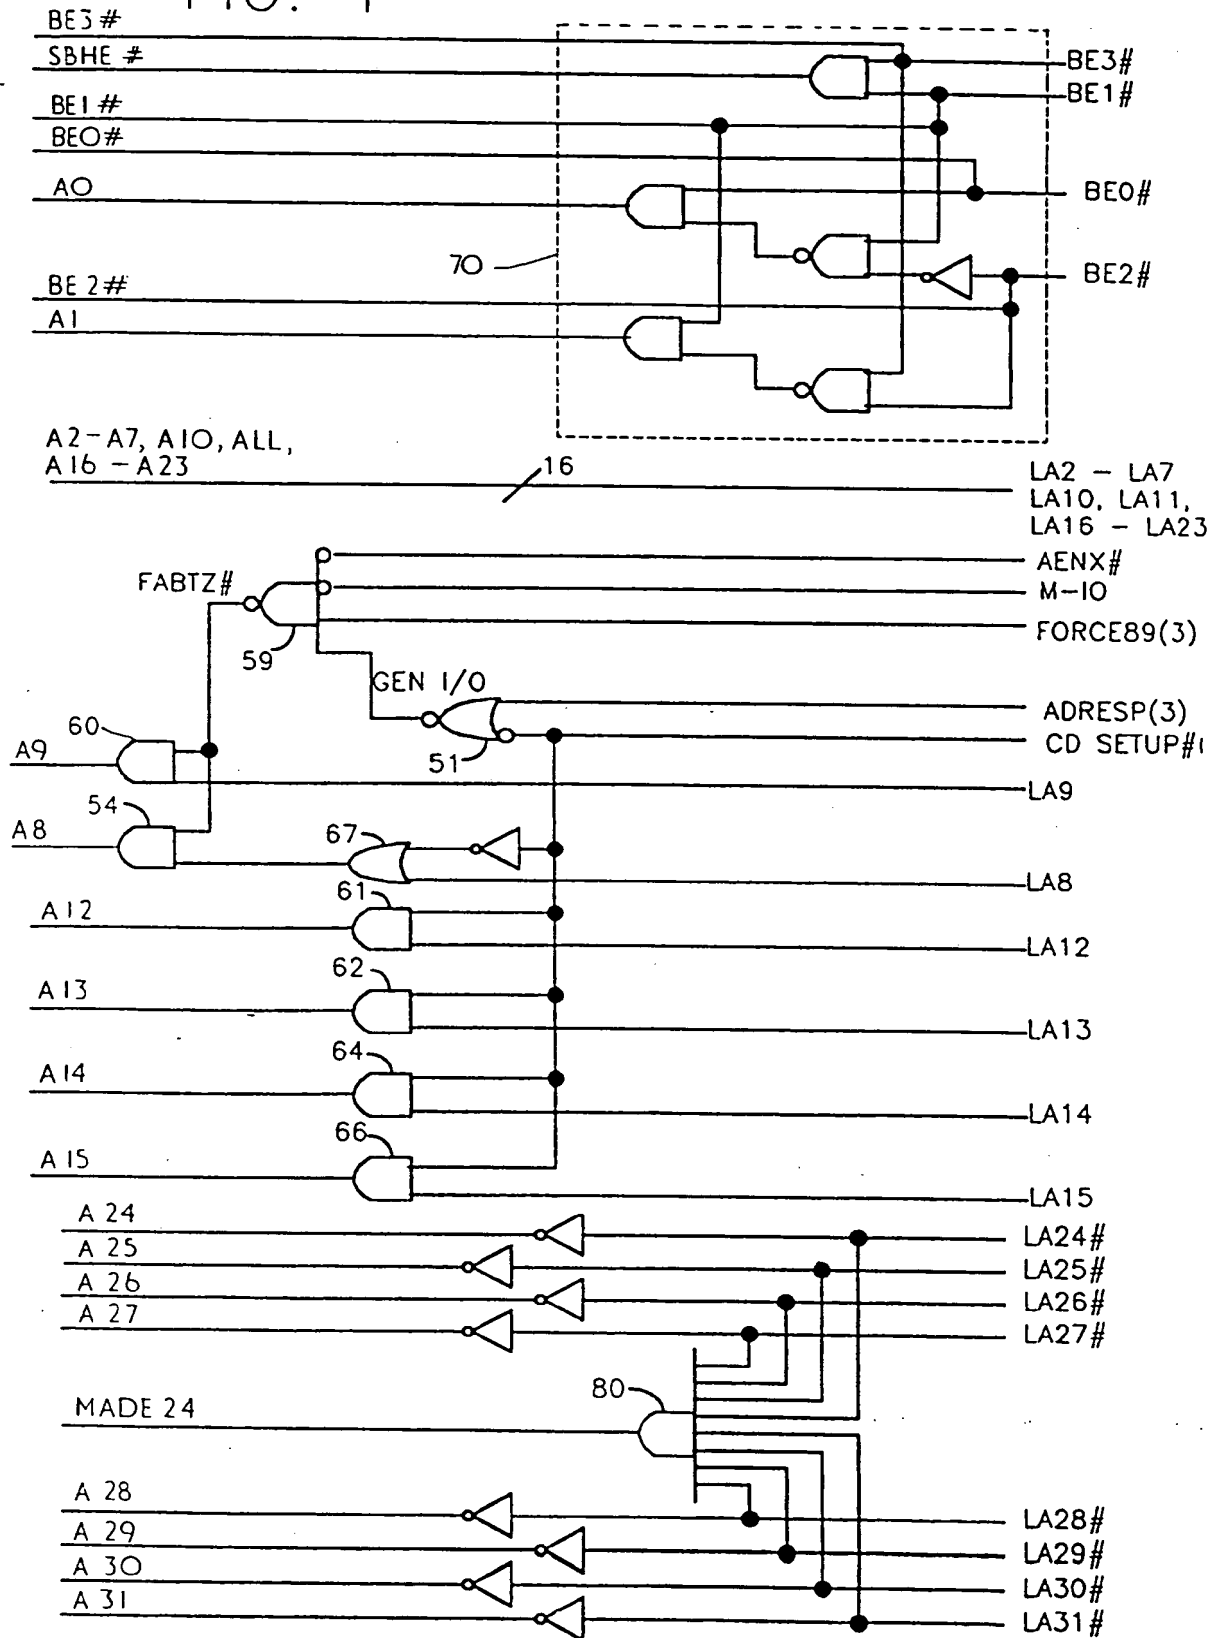 BE3#
SBHE #
BE3#
BE1#
BE1#
BE0#
A0
BE0#
70
BE2#
BE 2#
A1
A2-A7, A10, ALL,
A16 - A23
16
LA2 - LA7
LA10, LA11,
LA16 - LA23
AENX#
FABTZ#
M-IO
FORCE89(3)
59
GEN I/O
ADRESP(3)
60
CD SETUP#
51
A9
LA9
54
A8
67
LA8
61
A12
LA12
62
A13
LA13
64
A14
LA14
66
A15
LA15
A 24
LA24#
A 25
LA25#
A 26
LA26#
A 27
LA27#
80
MADE 24
A 28
LA28#
A 29
LA29#
A 30
LA30#
A 31
LA31#